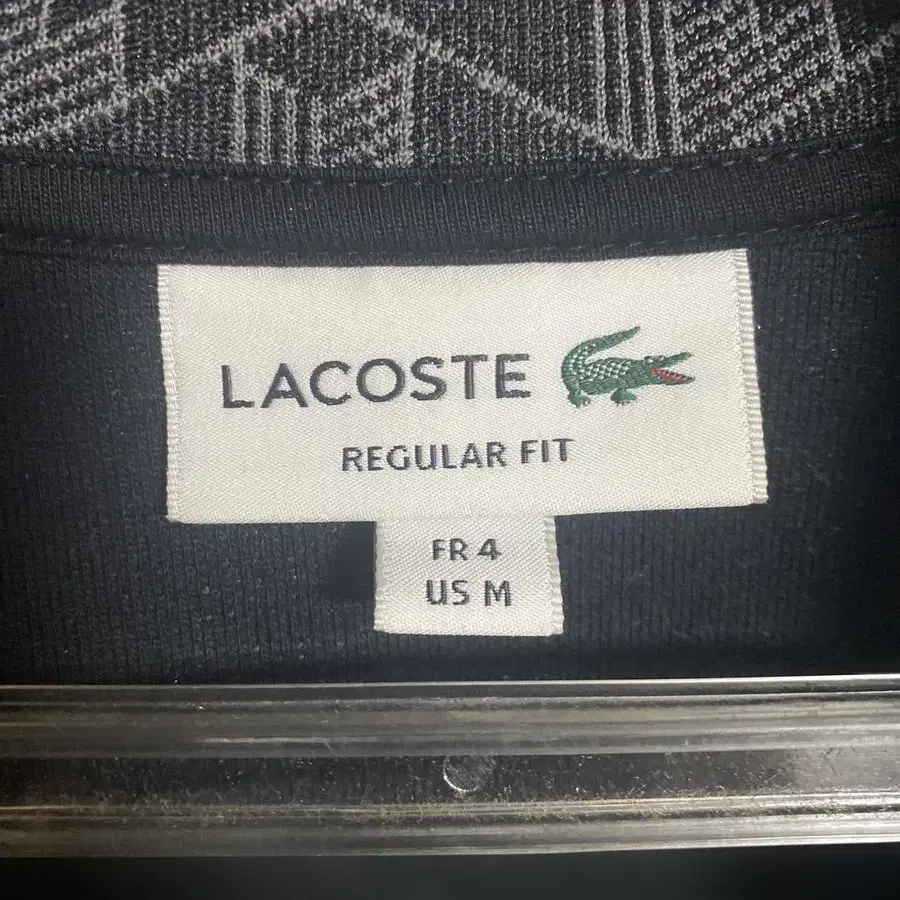 LACOSTE
REGULAR FIT
FR 4
US M